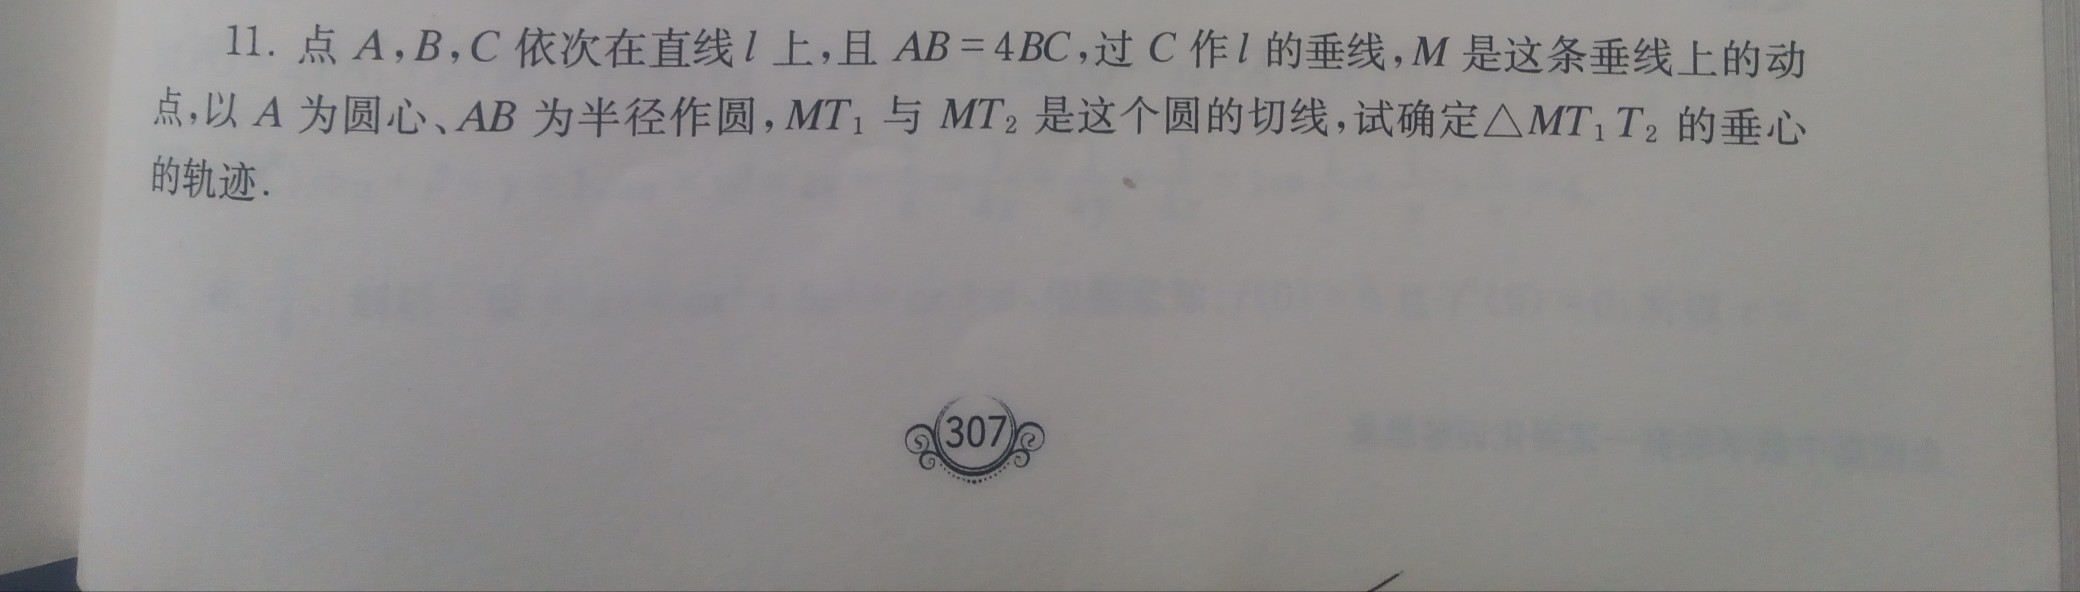 11. 点 A,B,C 依次在直线 l 上,且 AB=4BC,过 C 作 l 的垂线,M 是这条垂线上的动
点,以 A 为圆心、AB 为半径作圆,MT₁ 与 MT₂ 是这个圆的切线,试确定△MT₁T₂ 的垂心
的轨迹.
307